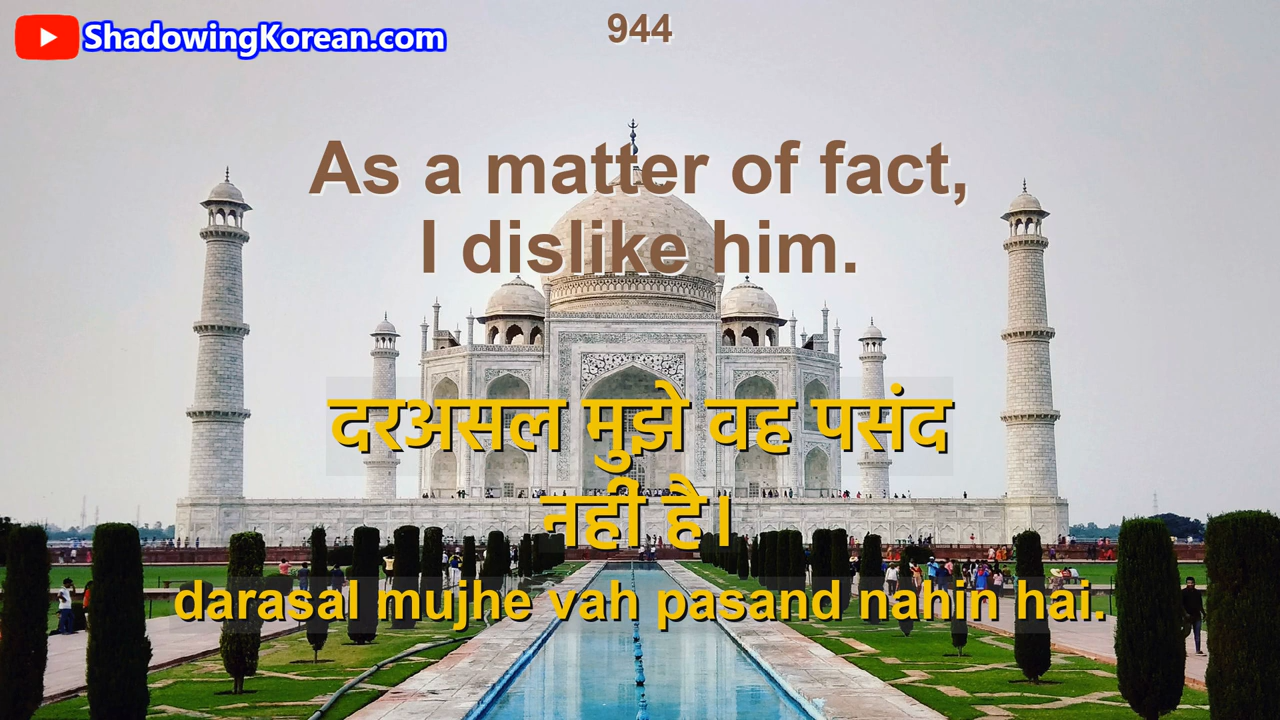 ShadowingKorean.com
944
As a matter of fact,
I dislike him.
दरअसल मुझे वह पसंद
नहीं है।
darasal mujhe vah pasand nahin hai.